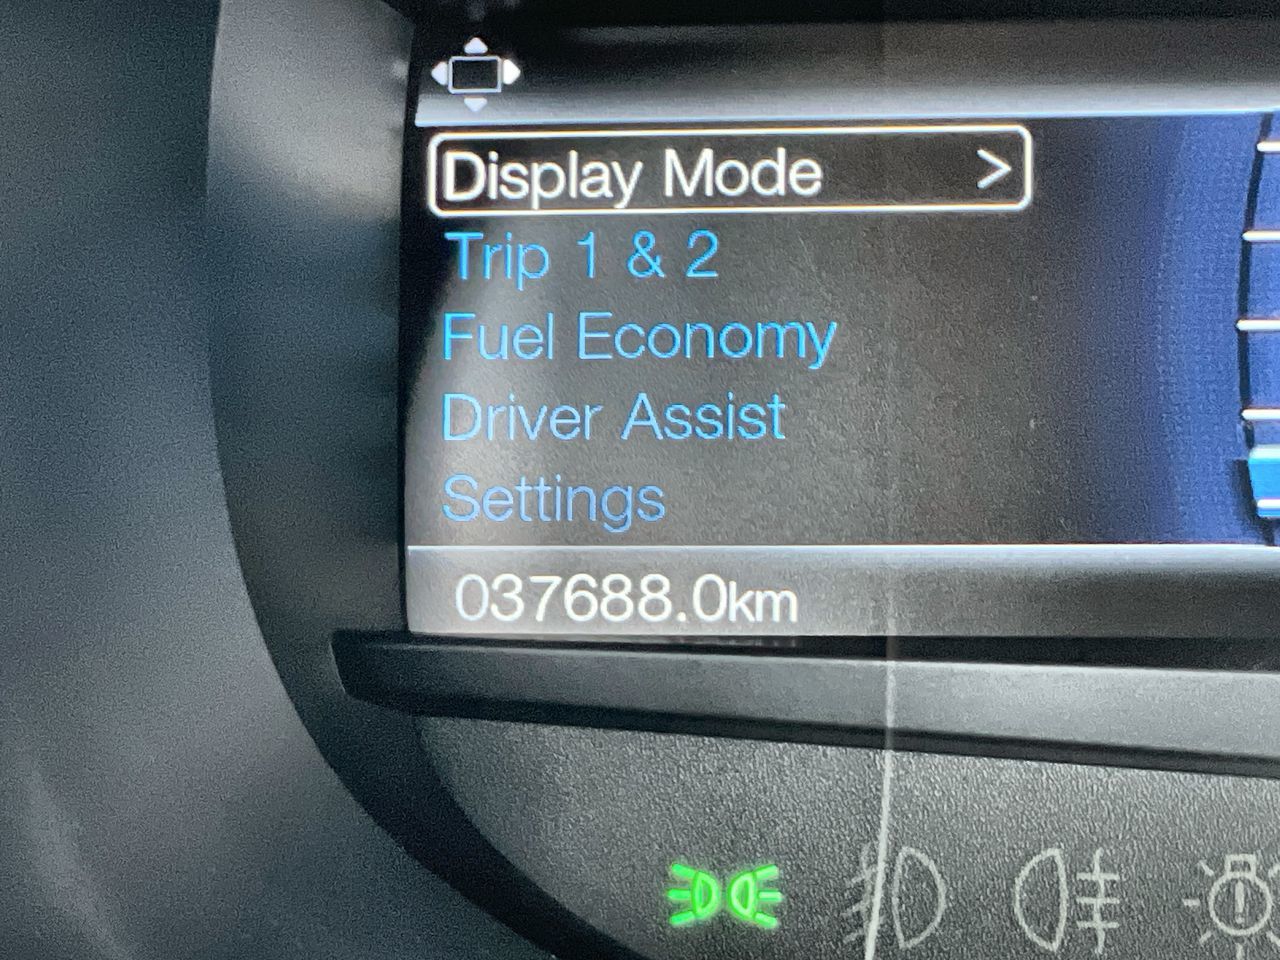 Display Mode >
Trip 1 & 2
Fuel Economy
Driver Assist
Settings
037688.0km